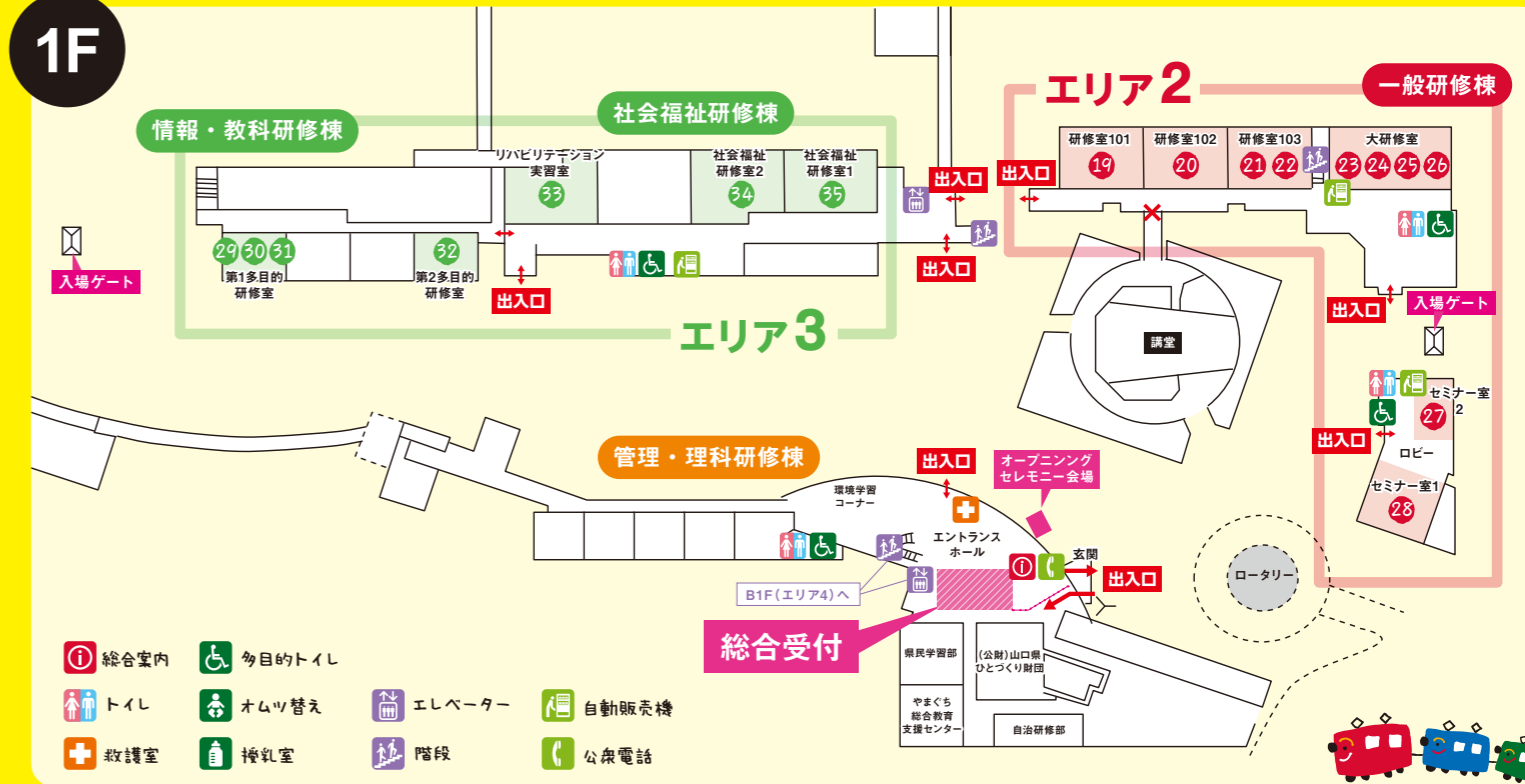 1F
情報・教科研修棟
社会福祉研修棟
エリア2
一般研修棟
リハビリテーション
実習室
33
社会福祉
研修室2
34
社会福祉
研修室1
35
出入口
出入口
研修室101
19
研修室102
20
研修室103
21 22
大研修室
23 24 25 26
入場ゲート
29 30 31
第1多目的
研修室
32
第2多目的
研修室
出入口
出入口
エリア3
講堂
出入口
入場ゲート
セミナー室
2
27
出入口
ロビー
セミナー室1
28
管理・理科研修棟
環境学習
コーナー
出入口
オープニンング
セレモニー会場
エントランス
ホール
玄関
出入口
B1F(エリア4)へ
総合受付
ロータリー
県民学習部
(公財)山口県
ひとづくり財団
やまぐち
総合教育
支援センター
自治研修部
総合案内
多目的トイレ
トイレ
オムツ替え
エレベーター
自動販売機
救護室
授乳室
階段
公衆電話